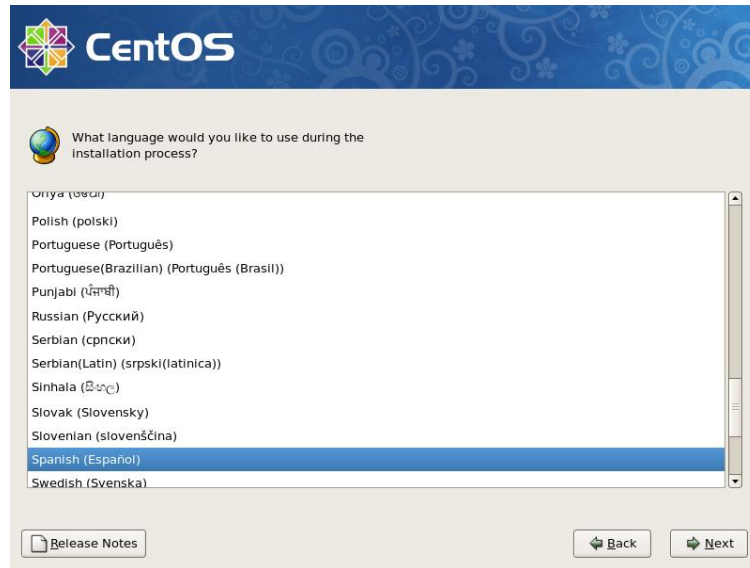 CentOS
What language would you like to use during the
installation process?
Oriya (ଓଡିଆ)
Polish (polski)
Portuguese (Português)
Portuguese(Brazilian) (Português (Brasil))
Punjabi (ਪੰਜਾਬੀ)
Russian (Русский)
Serbian (српски)
Serbian(Latin) (srpski(latinica))
Sinhala (සිංහල)
Slovak (Slovensky)
Slovenian (slovenščina)
Spanish (Español)
Swedish (Svenska)
Release Notes
Back
Next